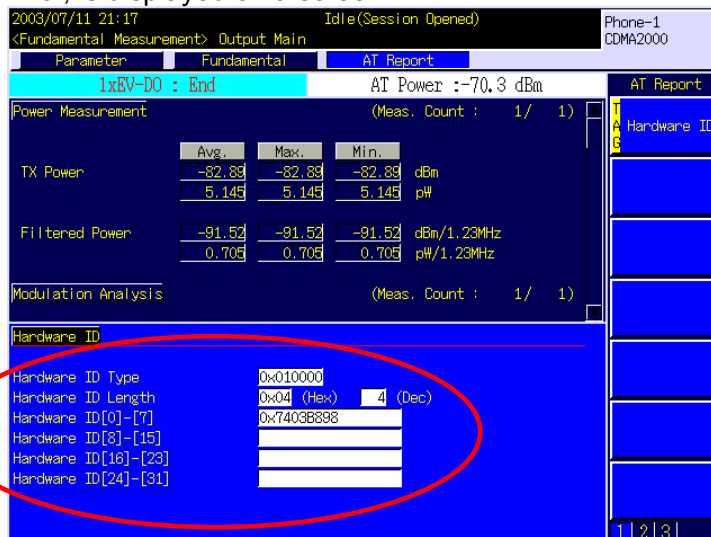 2003/07/11 21:17 Idle(Session Opened) Phone-1
<Fundamental Measurement> Output Main CDMA2000
Parameter Fundamental AT Report
1xEV-DO : End AT Power :-70.3 dBm AT Report
Power Measurement (Meas. Count : 1/ 1)
TAG Hardware ID
Avg. Max. Min.
TX Power -82.89 -82.89 -82.89 dBm
5.145 5.145 5.145 pW
Filtered Power -91.52 -91.52 -91.52 dBm/1.23MHz
0.705 0.705 0.705 pW/1.23MHz
Modulation Analysis (Meas. Count : 1/ 1)
Hardware ID
Hardware ID Type 0x010000
Hardware ID Length 0x04 (Hex) 4 (Dec)
Hardware ID[0]-[7] 0x7403B898
Hardware ID[8]-[15]
Hardware ID[16]-[23]
Hardware ID[24]-[31]
1 2 3